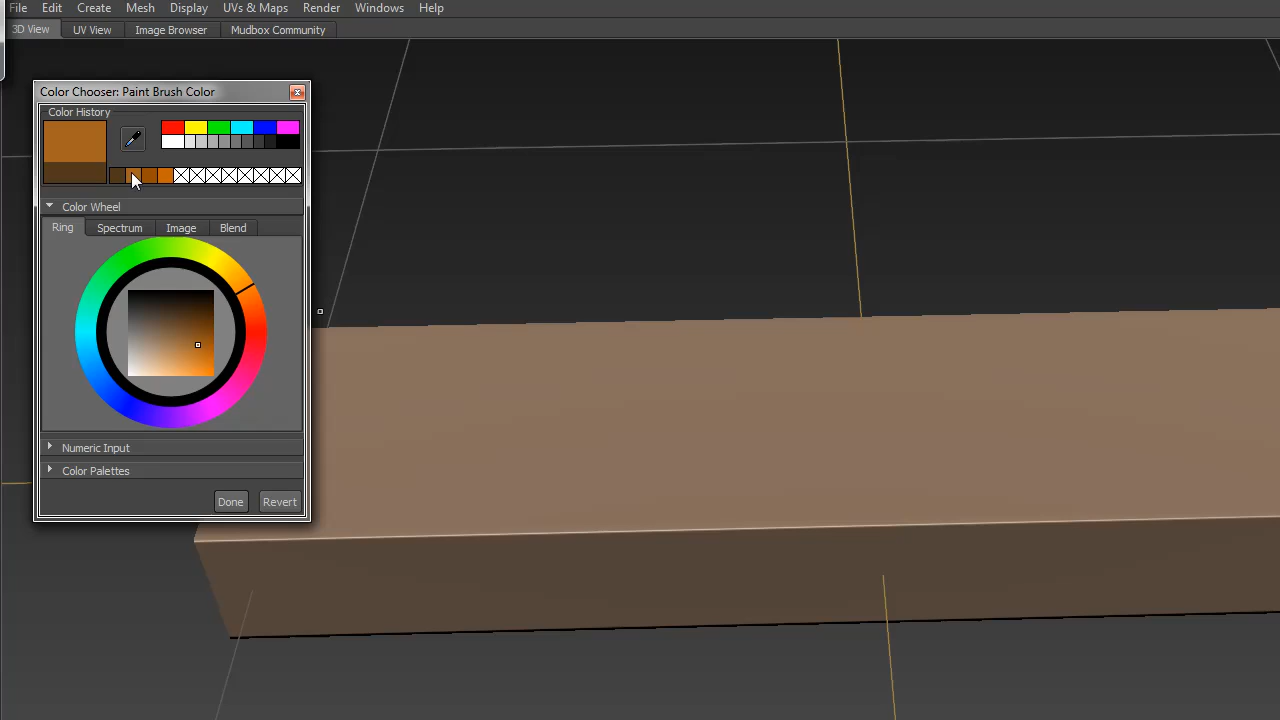 File Edit Create Mesh Display UVs & Maps Render Windows Help
3D View UV View Image Browser Mudbox Community
Color Chooser: Paint Brush Color
Color History
Color Wheel
Ring Spectrum Image Blend
Numeric Input
Color Palettes
Done Revert